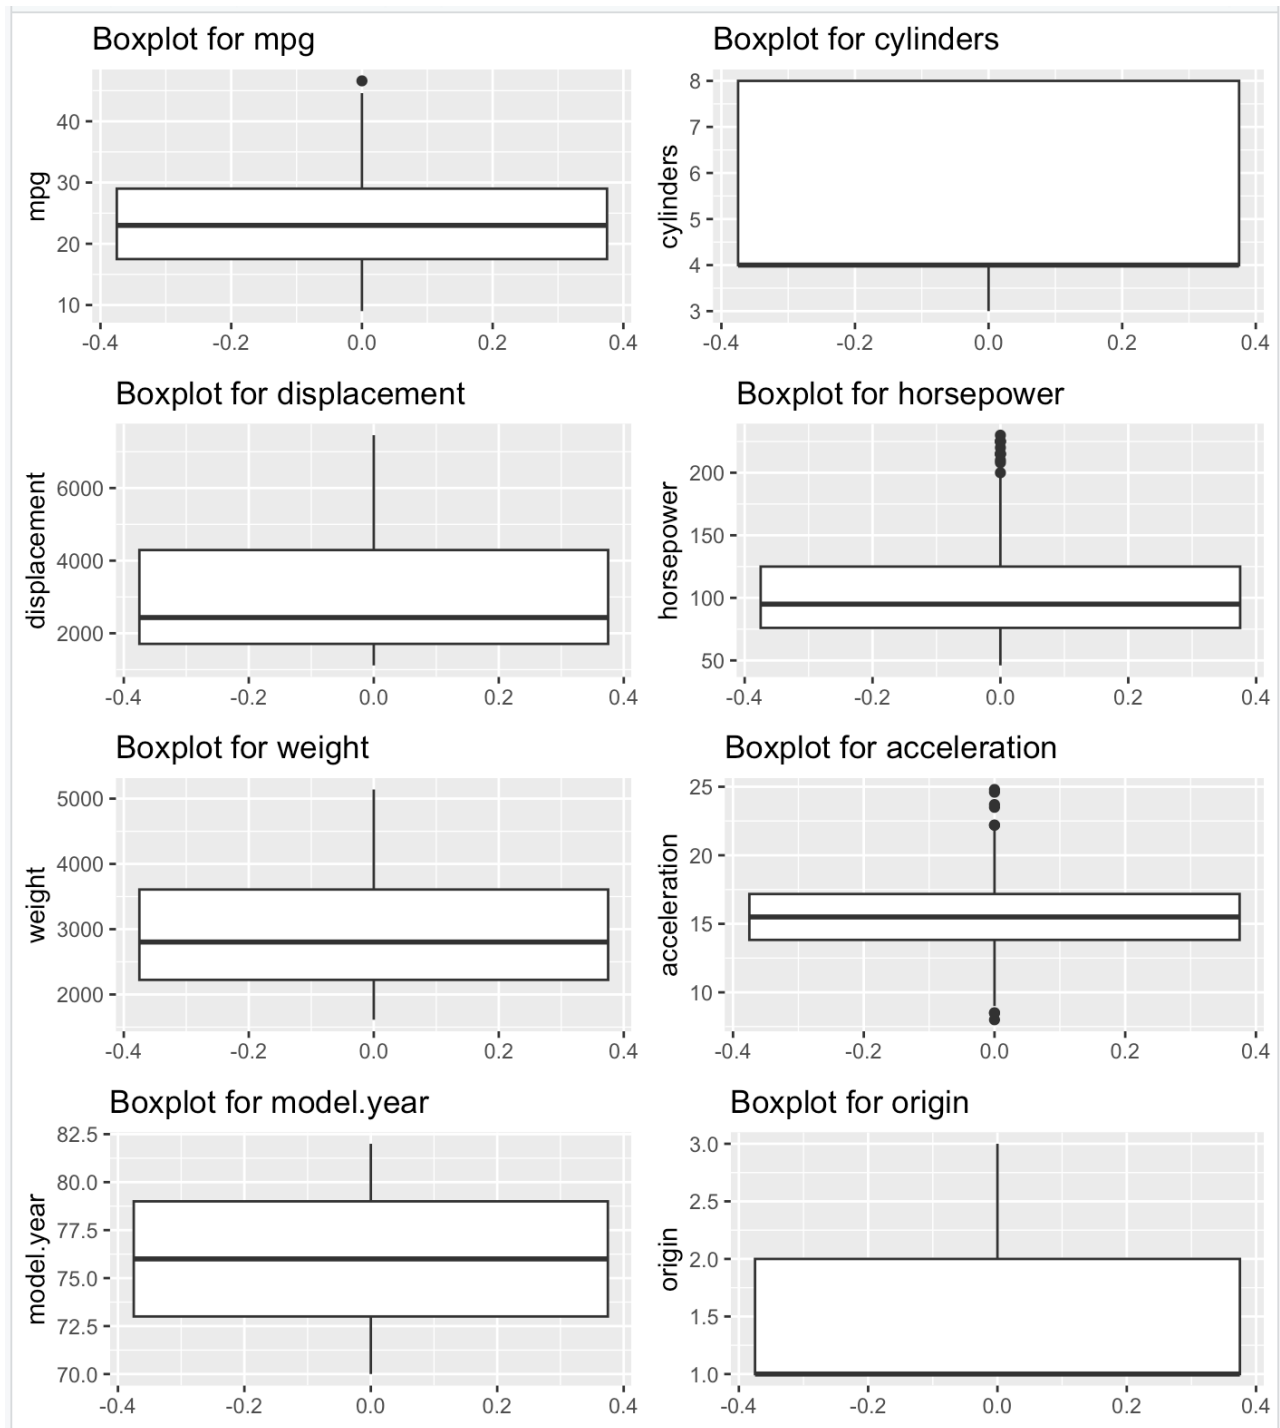 Boxplot for mpg
mpg
40
30
20
10
-0.4 -0.2 0.0 0.2 0.4
Boxplot for cylinders
cylinders
8
7
6
5
4
3
-0.4 -0.2 0.0 0.2 0.4
Boxplot for displacement
displacement
6000
4000
2000
-0.4 -0.2 0.0 0.2 0.4
Boxplot for horsepower
horsepower
200
150
100
50
-0.4 -0.2 0.0 0.2 0.4
Boxplot for weight
weight
5000
4000
3000
2000
-0.4 -0.2 0.0 0.2 0.4
Boxplot for acceleration
acceleration
25
20
15
10
-0.4 -0.2 0.0 0.2 0.4
Boxplot for model.year
model.year
82.5
80.0
77.5
75.0
72.5
70.0
-0.4 -0.2 0.0 0.2 0.4
Boxplot for origin
origin
3.0
2.5
2.0
1.5
1.0
-0.4 -0.2 0.0 0.2 0.4